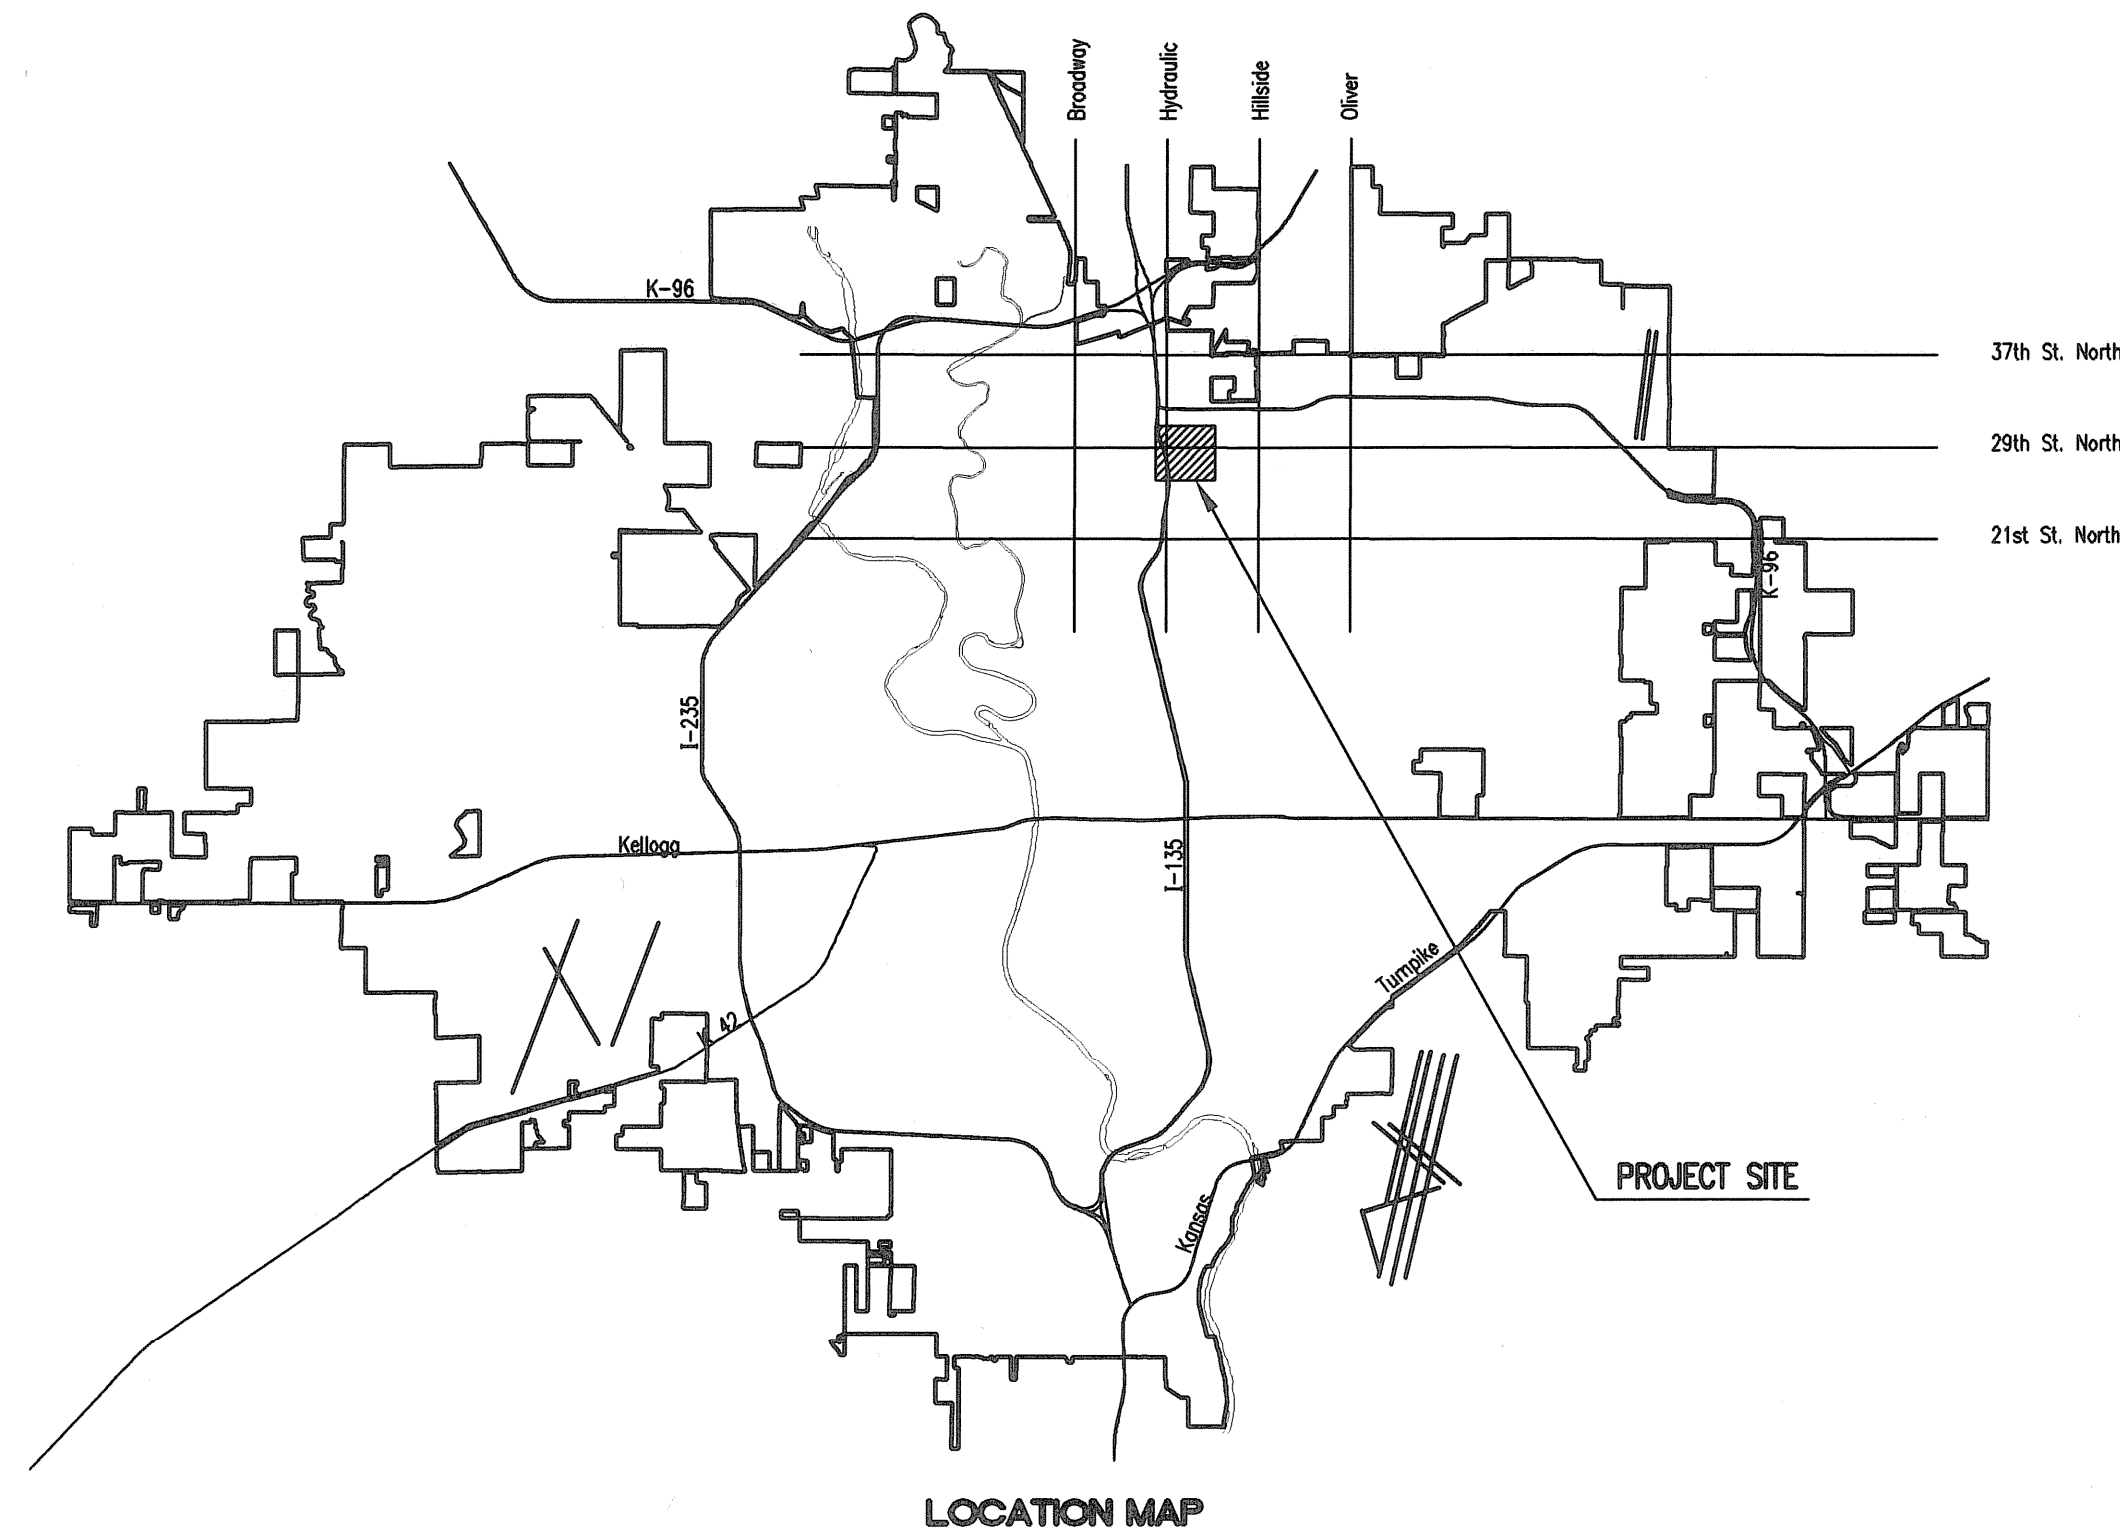 Broadway
Hydraulic
Hillside
Oliver
K-96
37th St. North
29th St. North
21st St. North
K-96
I-235
Kellogg
I-135
Turnpike
K 42
PROJECT SITE
Kansas
LOCATION MAP